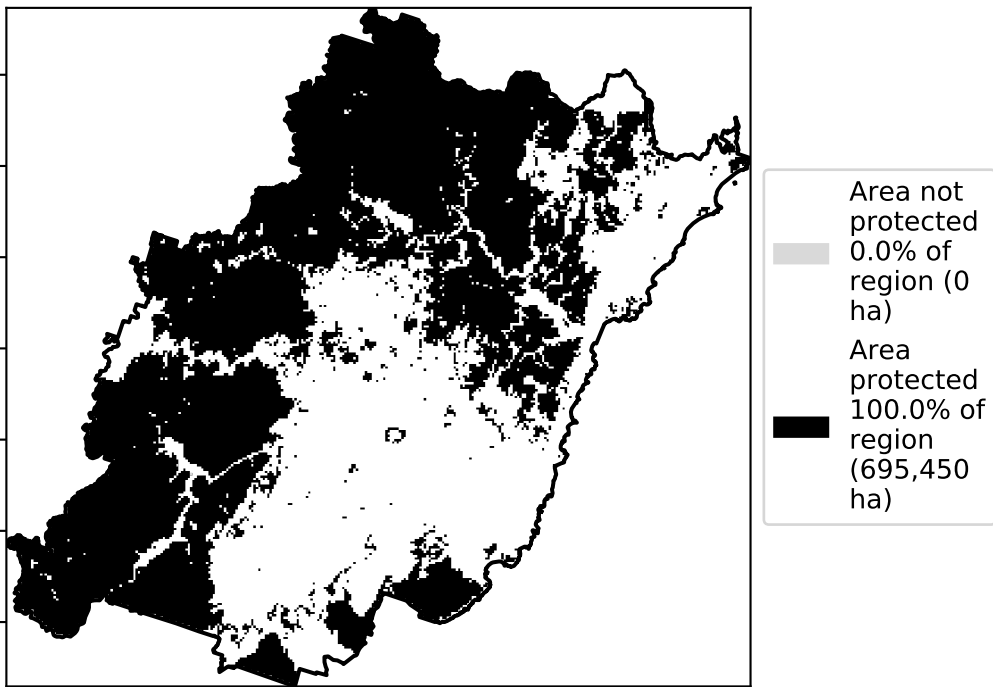 Area not
protected
0.0% of
region (0
ha)
Area
protected
100.0% of
region
(695,450
ha)